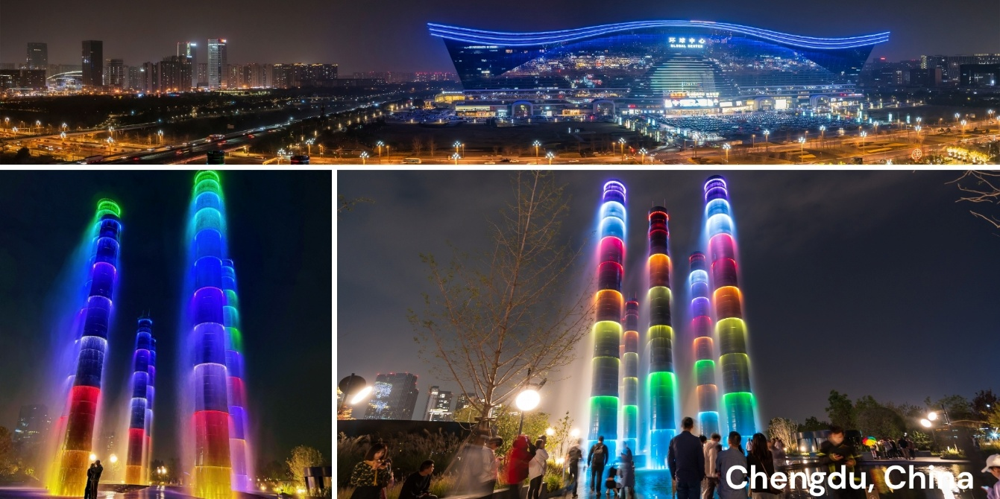 环球中心
GLOBAL CENTER
Chengdu, China